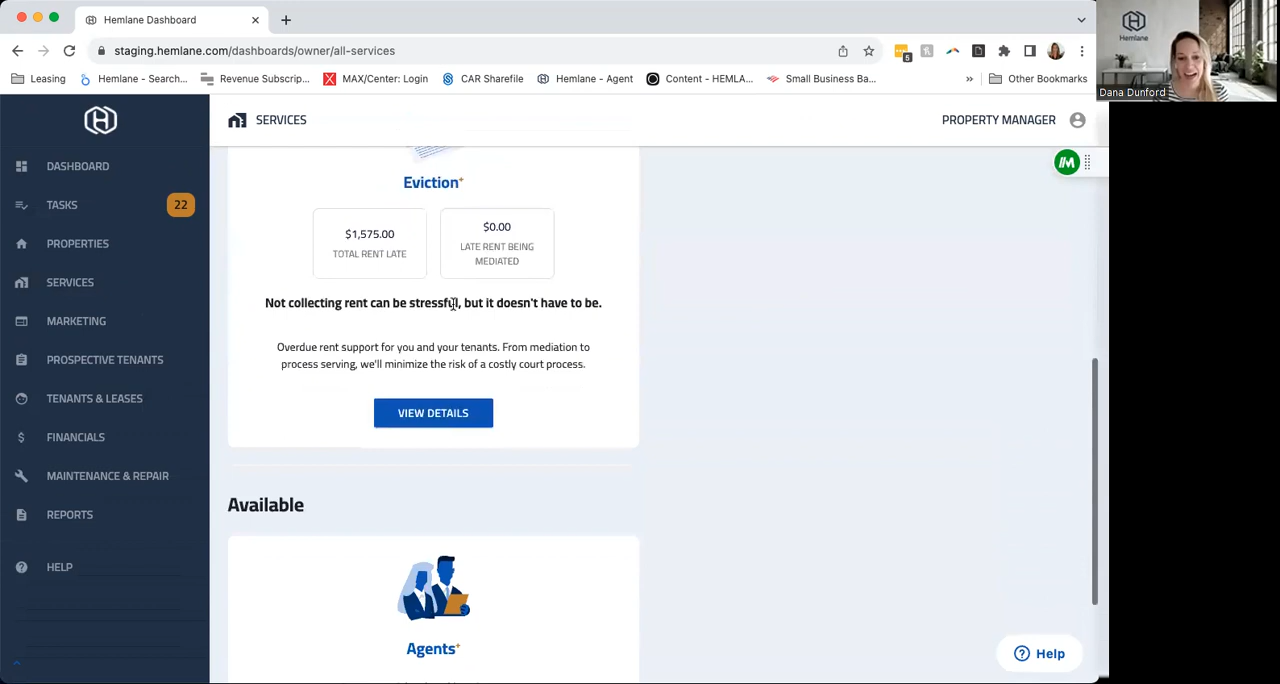 Hemlane Dashboard
staging.hemlane.com/dashboards/owner/all-services
5
Leasing
Hemlane - Search...
Revenue Subscrip...
MAX/Center: Login
CAR Sharefile
Hemlane - Agent
Content - HEMLA...
Small Business Ba...
»
Other Bookmarks
Hemlane
Dana Dunford
SERVICES
PROPERTY MANAGER
DASHBOARD
TASKS
22
PROPERTIES
SERVICES
MARKETING
PROSPECTIVE TENANTS
TENANTS & LEASES
FINANCIALS
MAINTENANCE & REPAIR
REPORTS
HELP
Eviction*
$1,575.00
TOTAL RENT LATE
$0.00
LATE RENT BEING
MEDIATED
Not collecting rent can be stressful, but it doesn't have to be.
Overdue rent support for you and your tenants. From mediation to
process serving, we'll minimize the risk of a costly court process.
VIEW DETAILS
Available
Agents*
Help